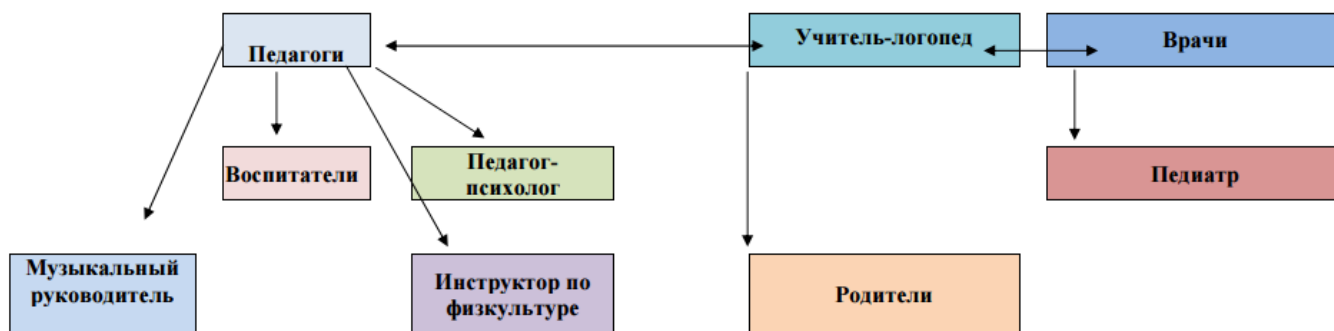 Педагоги
Учитель-логопед
Врачи
Воспитатели
Педагог-
психолог
Педиатр
Музыкальный
руководитель
Инструктор по
физкультуре
Родители